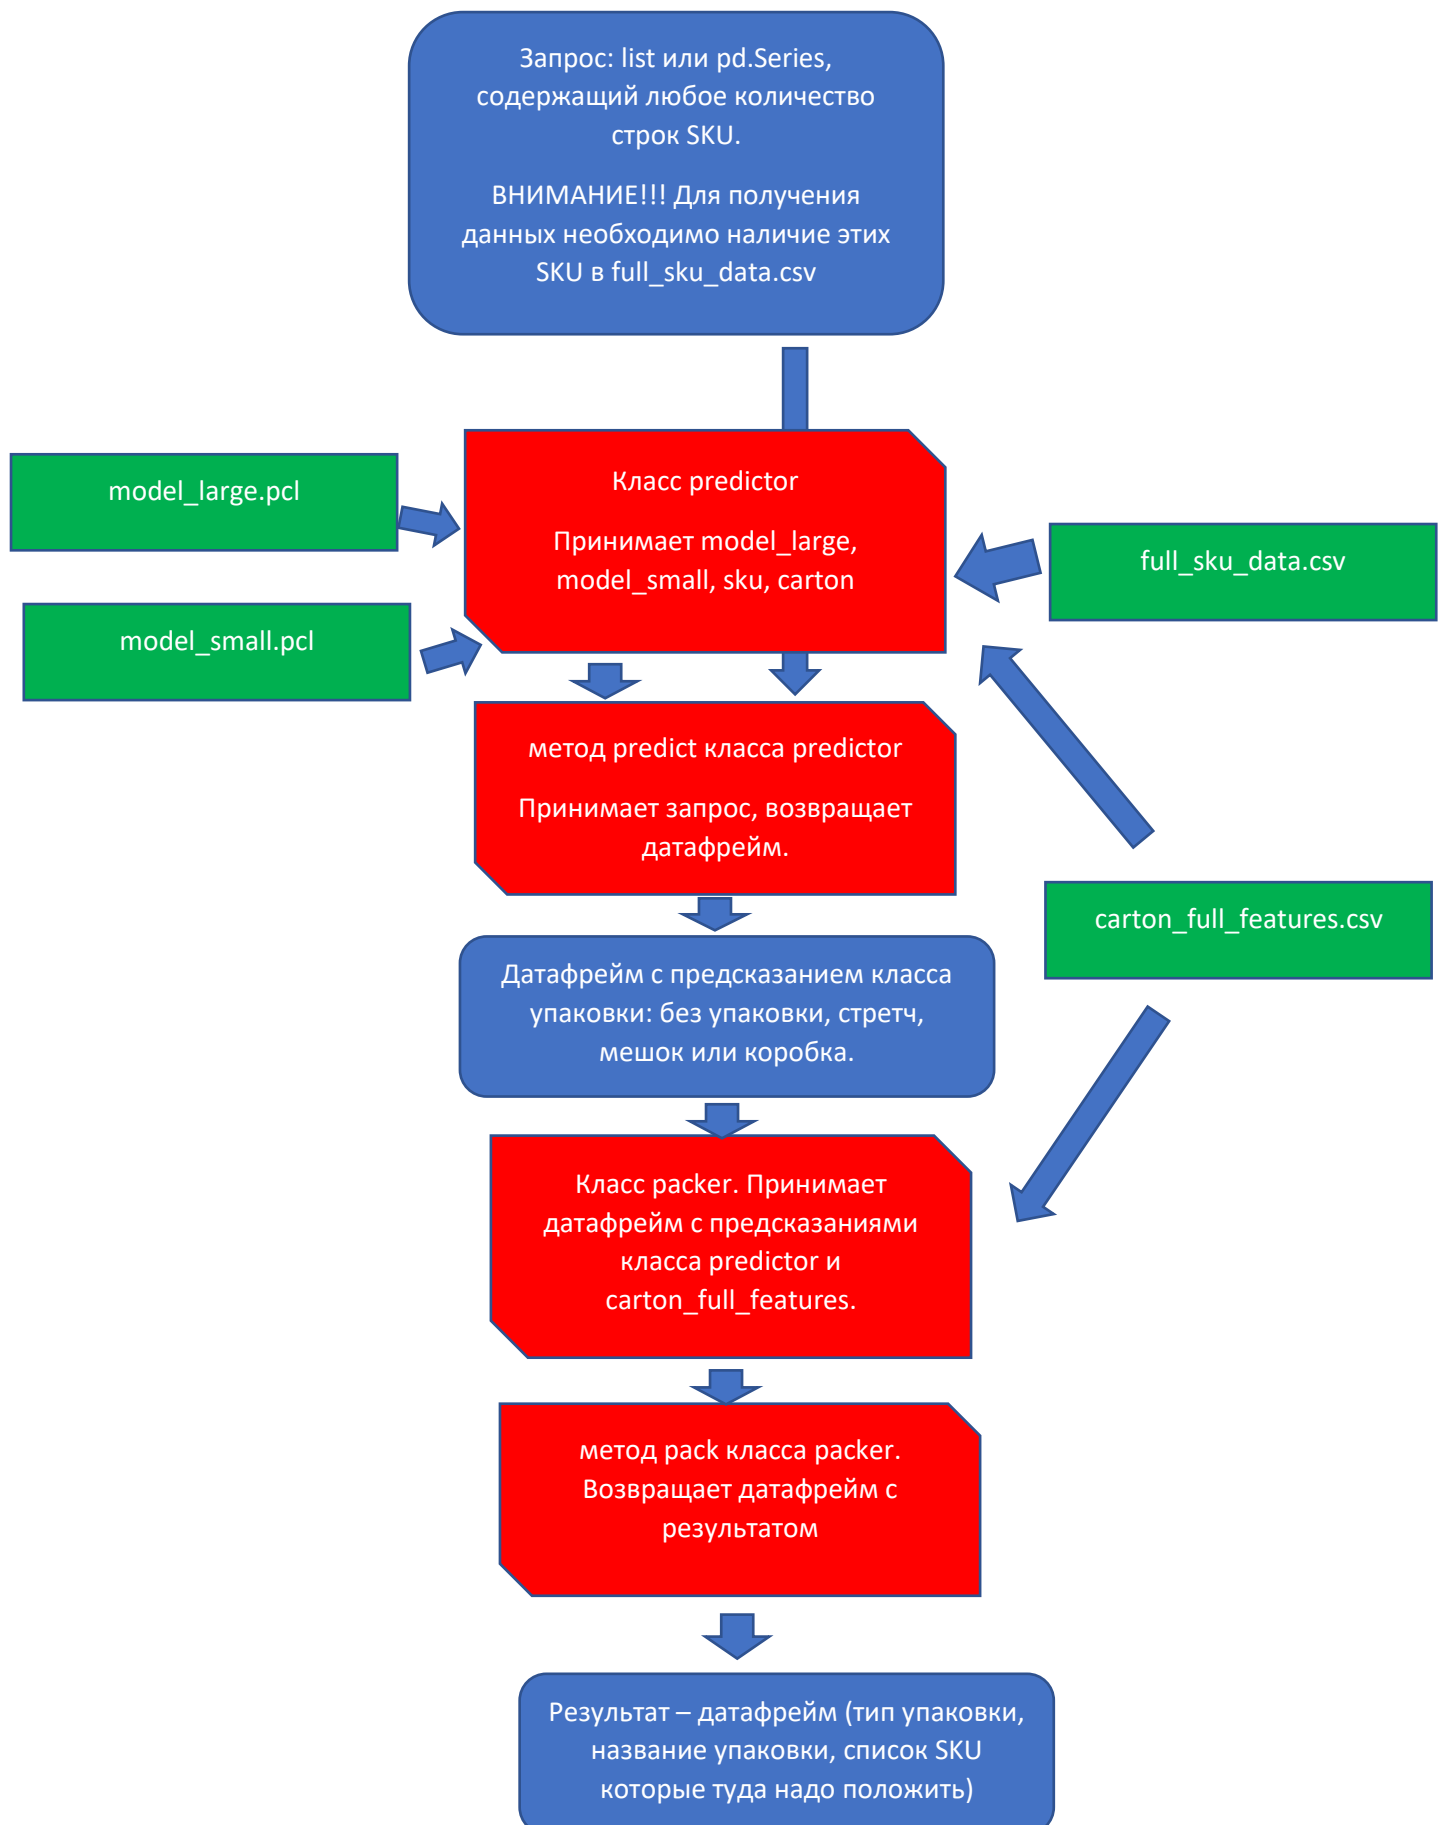 Запрос: list или pd.Series,
содержащий любое количество
строк SKU.
ВНИМАНИЕ!!! Для получения
данных необходимо наличие этих
SKU в full_sku_data.csv
model_large.pcl
Класс predictor
Принимает model_large,
model_small, sku, carton
full_sku_data.csv
model_small.pcl
метод predict класса predictor
Принимает запрос, возвращает
датафрейм.
carton_full_features.csv
Датафрейм с предсказанием класса
упаковки: без упаковки, стретч,
мешок или коробка.
Класс packer. Принимает
датафрейм с предсказаниями
класса predictor и
carton_full_features.
метод pack класса packer.
Возвращает датафрейм с
результатом
Результат – датафрейм (тип упаковки,
название упаковки, список SKU
которые туда надо положить)